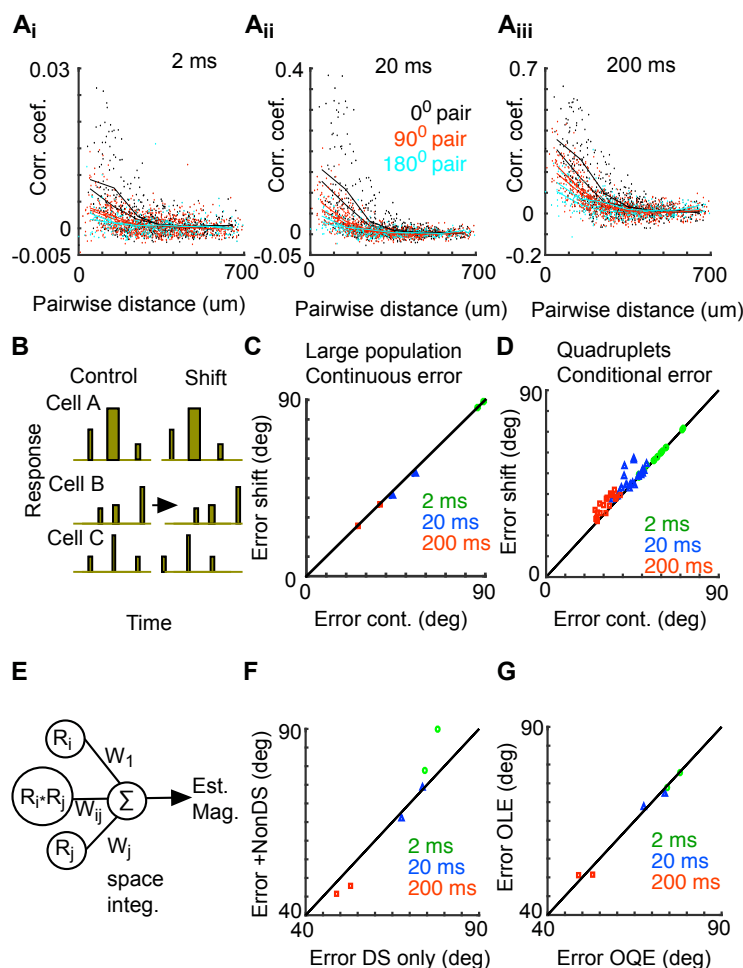 Ai
Aii
Aiii
0.03
2 ms
0.4
20 ms
0.7
200 ms
Corr. coef.
Corr. coef.
Corr. coef.
0⁰ pair
90⁰ pair
180⁰ pair
0
-0.005
0
-0.05
0
-0.2
700
700
700
Pairwise distance (um)
Pairwise distance (um)
Pairwise distance (um)
B
Control
Shift
Cell A
Cell B
Cell C
Response
Time
C
Large population
Continuous error
90
Error shift (deg)
2 ms
20 ms
200 ms
0
0
90
Error cont. (deg)
D
Quadruplets
Conditional error
90
Error shift (deg)
2 ms
20 ms
200 ms
0
0
90
Error cont. (deg)
E
Ri
W1
Ri*Rj
Wij
Σ
Est.
Mag.
Rj
Wj
space
integ.
F
90
Error +NonDS
(deg)
2 ms
20 ms
200 ms
40
40
90
Error DS only (deg)
G
90
Error OLE
(deg)
2 ms
20 ms
200 ms
40
40
90
Error OQE (deg)